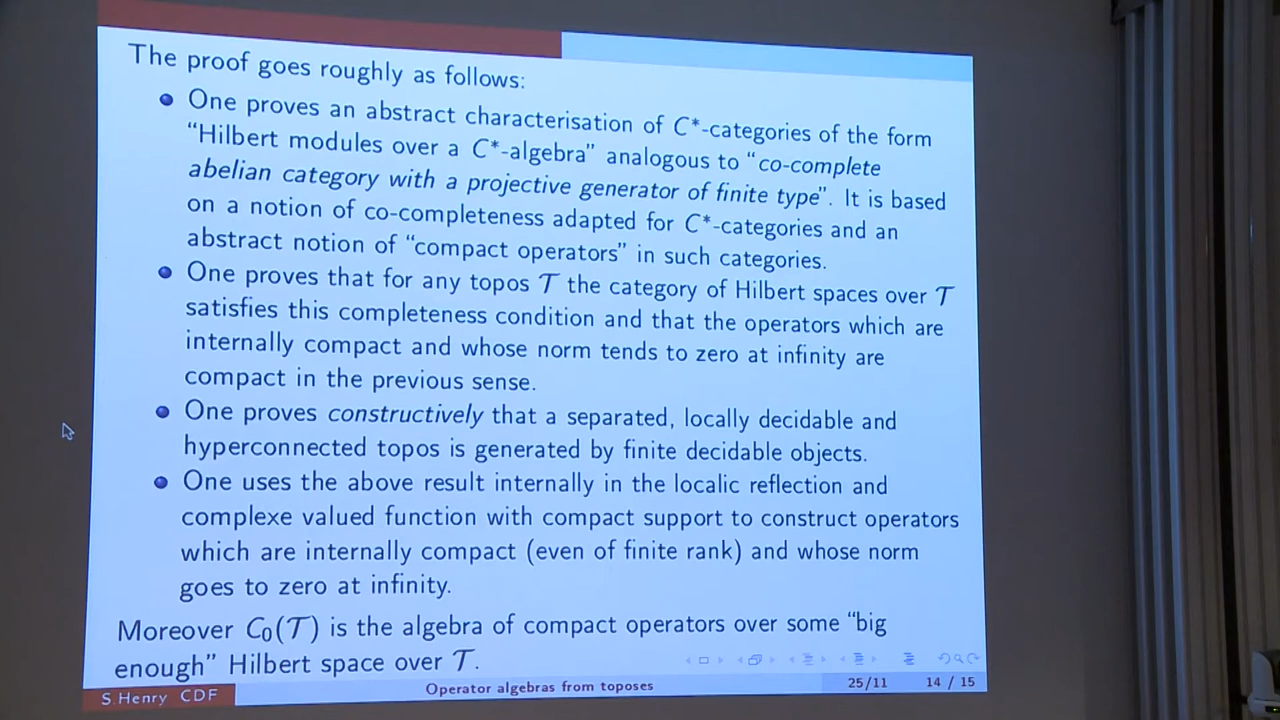 The proof goes roughly as follows:
One proves an abstract characterisation of C*-categories of the form
“Hilbert modules over a C*-algebra” analogous to “co-complete
abelian category with a projective generator of finite type”. It is based
on a notion of co-completeness adapted for C*-categories and an
abstract notion of “compact operators” in such categories.
One proves that for any topos 𝒯 the category of Hilbert spaces over 𝒯
satisfies this completeness condition and that the operators which are
internally compact and whose norm tends to zero at infinity are
compact in the previous sense.
One proves constructively that a separated, locally decidable and
hyperconnected topos is generated by finite decidable objects.
One uses the above result internally in the localic reflection and
complexe valued function with compact support to construct operators
which are internally compact (even of finite rank) and whose norm
goes to zero at infinity.
Moreover C₀(𝒯) is the algebra of compact operators over some “big
enough” Hilbert space over 𝒯.
S.Henry CDF Operator algebras from toposes 25/11 14 / 15